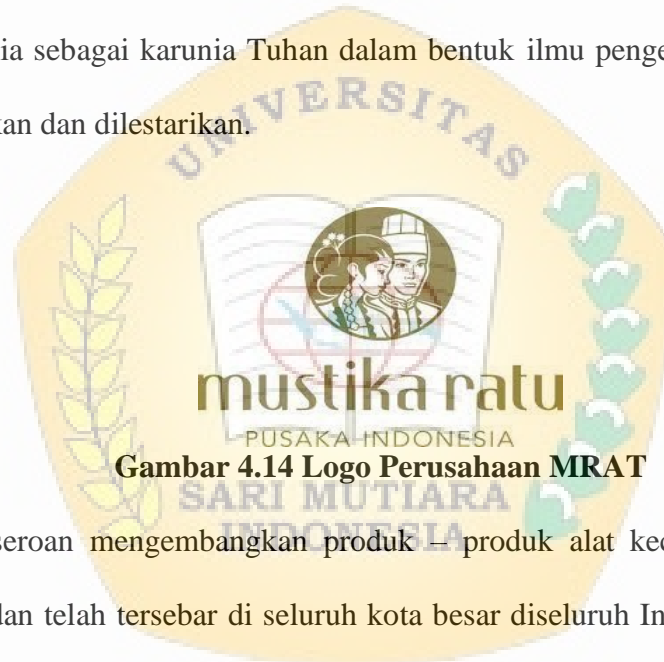 ia sebagai karunia Tuhan dalam bentuk ilmu penge
kan dan dilestarikan.
UNIVERSITAS
mustika ratu
PUSAKA INDONESIA
Gambar 4.14 Logo Perusahaan MRAT
SARI MUTIARA
INDONESIA
seroan mengembangkan produk – produk alat kec
dan telah tersebar di seluruh kota besar diseluruh In